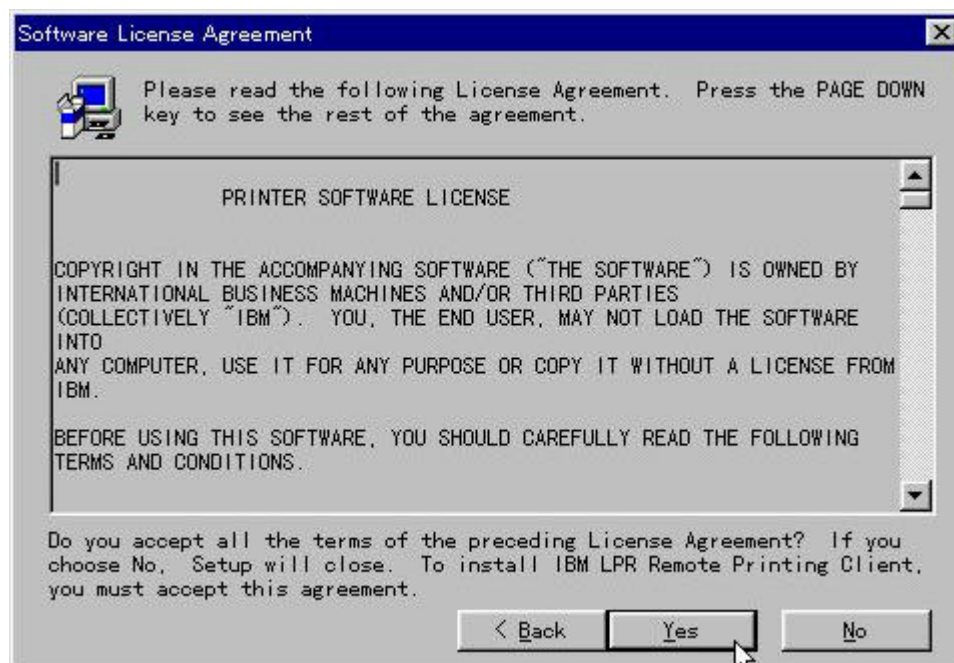 Software License Agreement
Please read the following License Agreement. Press the PAGE DOWN
key to see the rest of the agreement.
PRINTER SOFTWARE LICENSE
COPYRIGHT IN THE ACCOMPANYING SOFTWARE ("THE SOFTWARE") IS OWNED BY
INTERNATIONAL BUSINESS MACHINES AND/OR THIRD PARTIES
(COLLECTIVELY "IBM"). YOU, THE END USER, MAY NOT LOAD THE SOFTWARE
INTO
ANY COMPUTER, USE IT FOR ANY PURPOSE OR COPY IT WITHOUT A LICENSE FROM
IBM.
BEFORE USING THIS SOFTWARE, YOU SHOULD CAREFULLY READ THE FOLLOWING
TERMS AND CONDITIONS.
Do you accept all the terms of the preceding License Agreement? If you
choose No, Setup will close. To install IBM LPR Remote Printing Client,
you must accept this agreement.
< Back Yes No